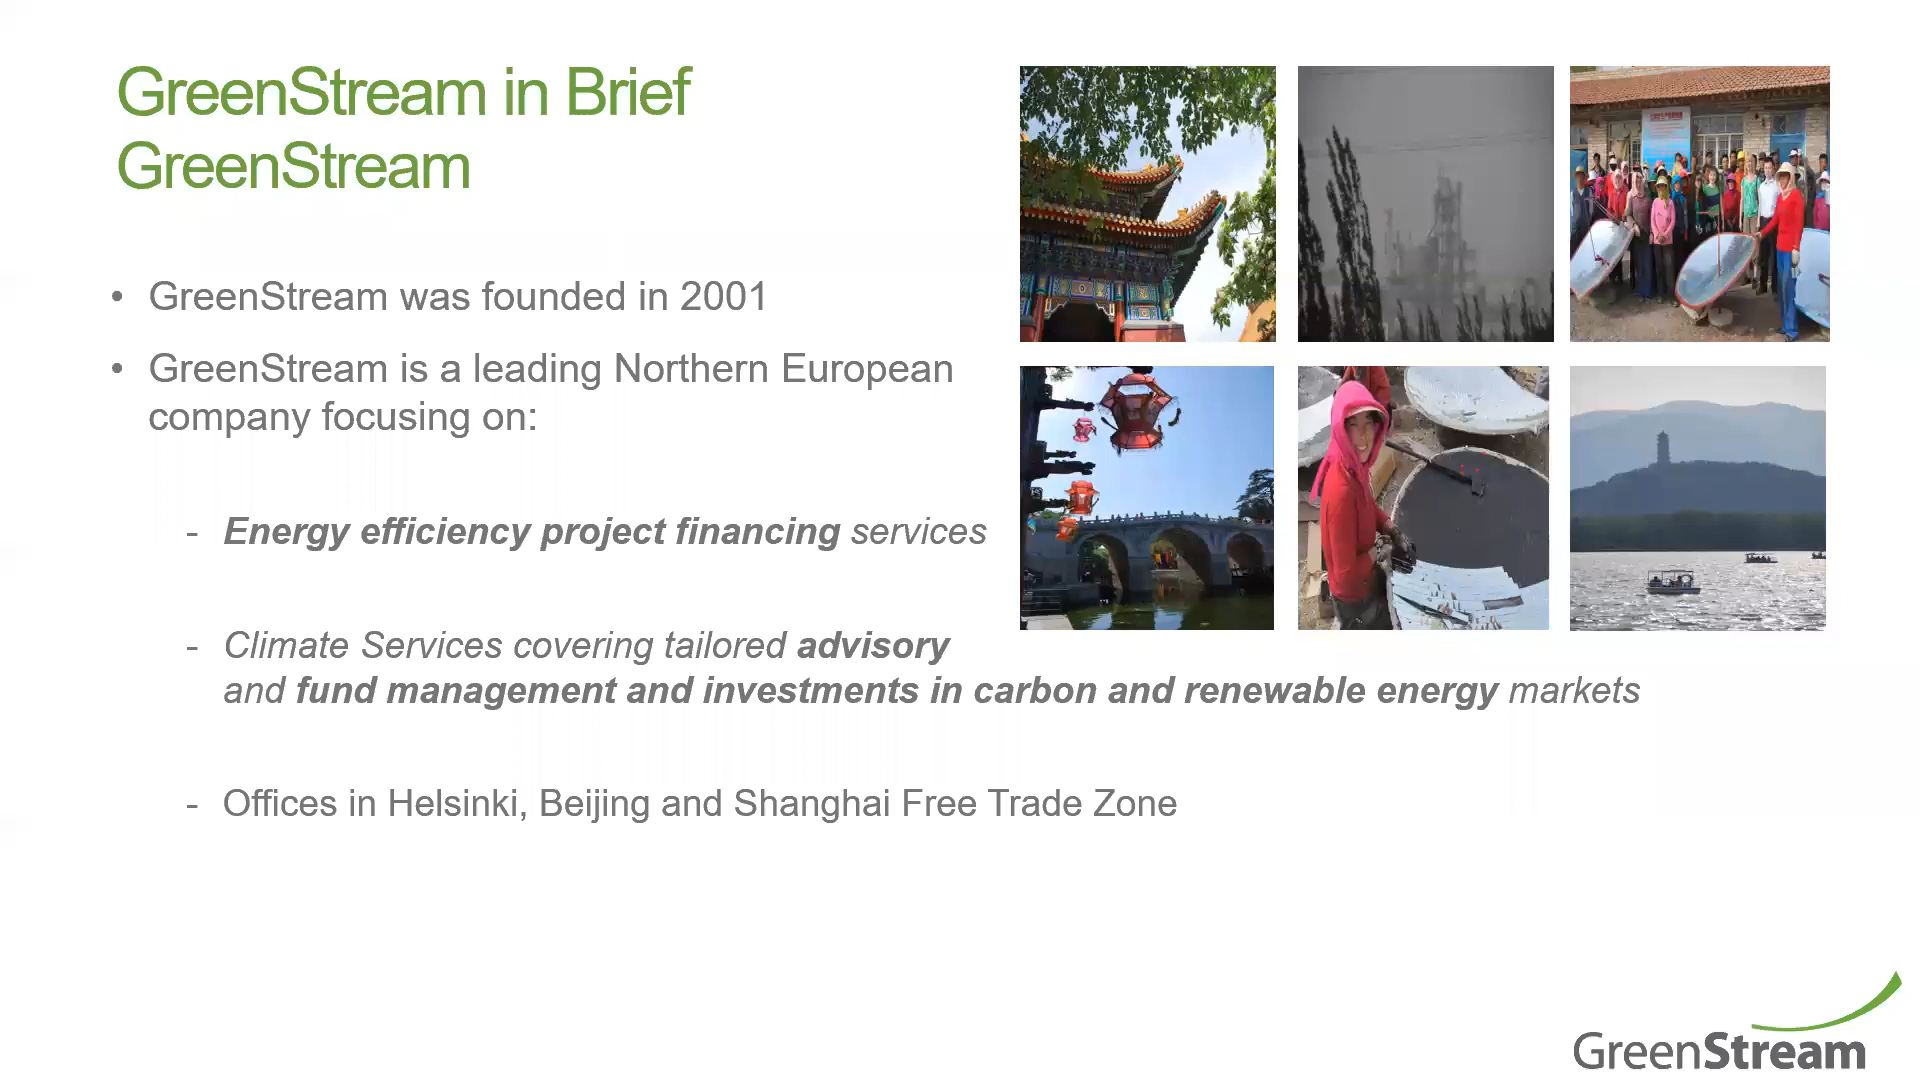 GreenStream in Brief
GreenStream
• GreenStream was founded in 2001
• GreenStream is a leading Northern European
company focusing on:
- Energy efficiency project financing services
- Climate Services covering tailored advisory
and fund management and investments in carbon and renewable energy markets
- Offices in Helsinki, Beijing and Shanghai Free Trade Zone
GreenStream